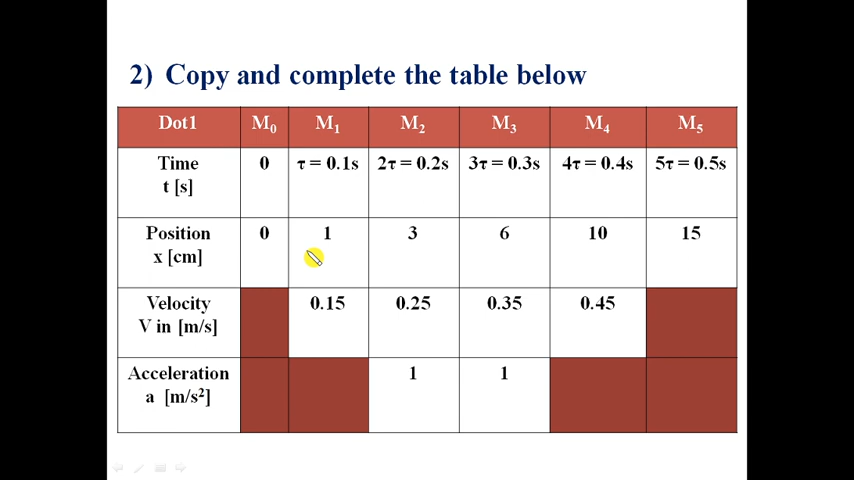 2) Copy and complete the table below
Dot1 M₀ M₁ M₂ M₃ M₄ M₅
Time 0 τ = 0.1s 2τ = 0.2s 3τ = 0.3s 4τ = 0.4s 5τ = 0.5s
t [s]
Position 0 1 3 6 10 15
x [cm]
Velocity 0.15 0.25 0.35 0.45
V in [m/s]
Acceleration 1 1
a [m/s²]